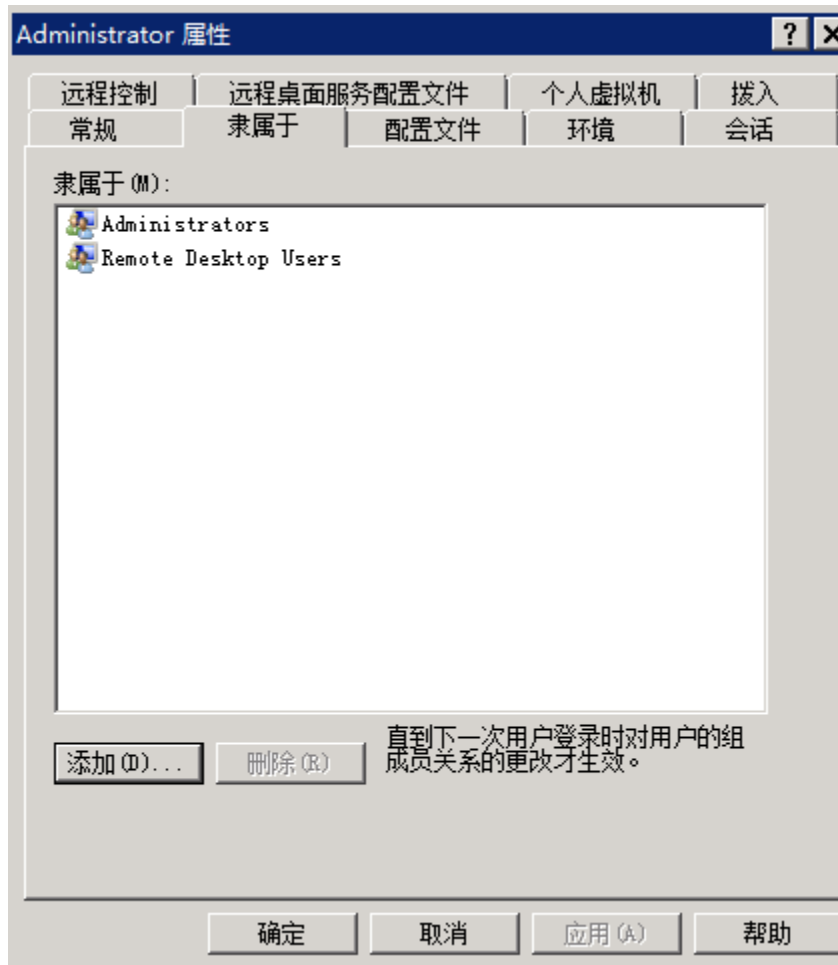 Administrator 属性
远程控制 远程桌面服务配置文件 个人虚拟机 拨入
常规 隶属于 配置文件 环境 会话
隶属于(M):
Administrators
Remote Desktop Users
添加(D)... 删除(R)
直到下一次用户登录时对用户的组
成员关系的更改才生效。
确定 取消 应用(A) 帮助